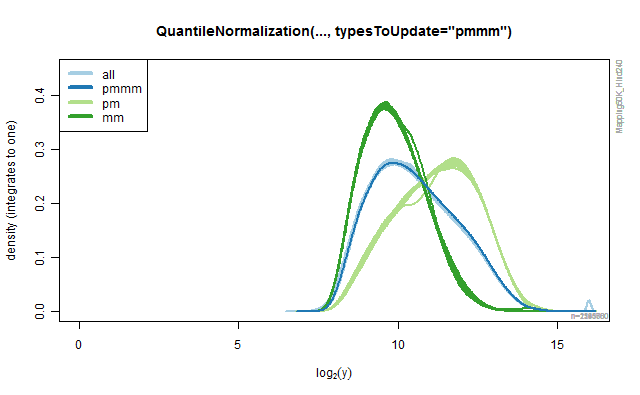 QuantileNormalization(..., typesToUpdate="pmmm")
all
pmmm
pm
mm
density (integrates to one)
0.0
0.1
0.2
0.3
0.4
0
5
10
15
log2(y)